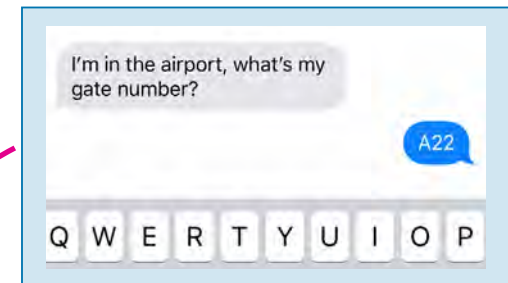 I'm in the airport, what's my
gate number?
A22
Q W E R T Y U I O P